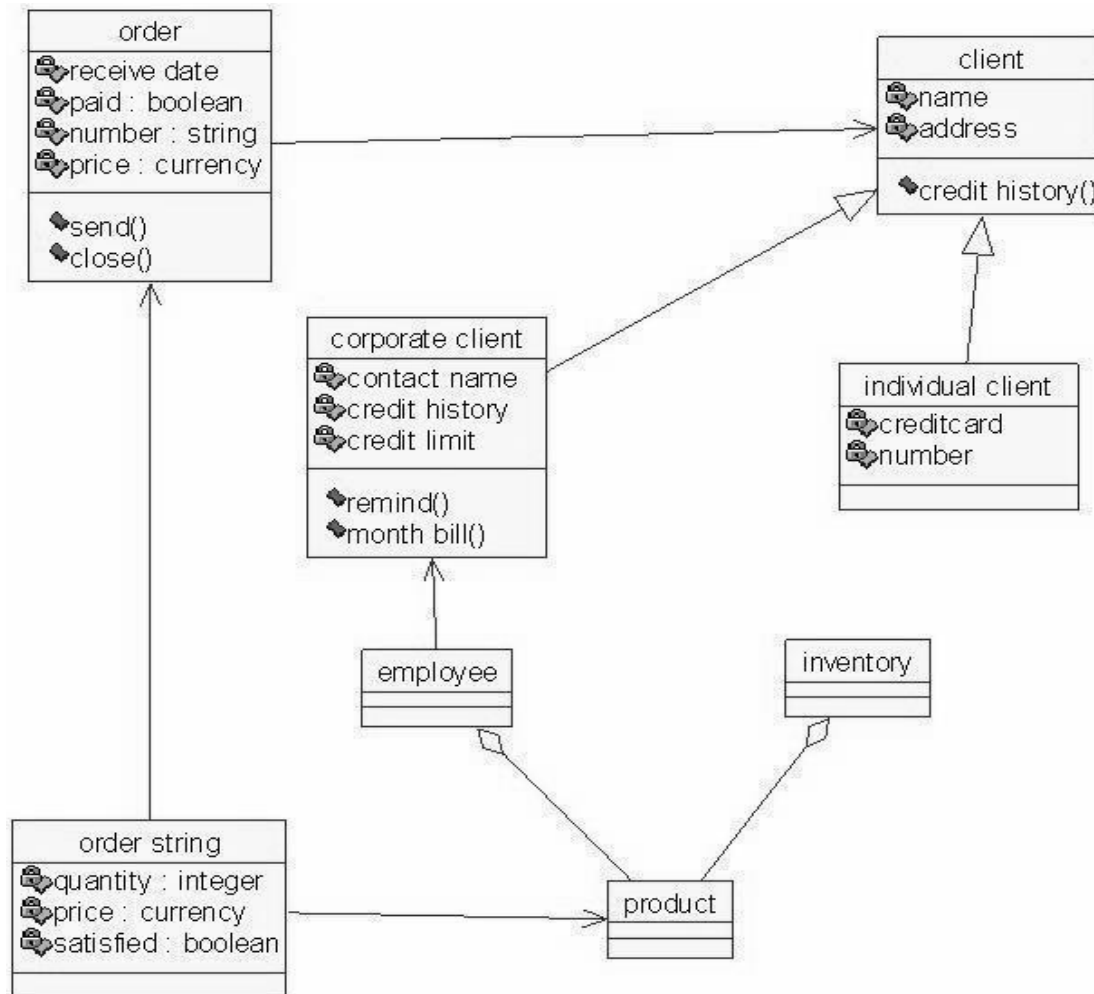 order
receive date
paid : boolean
number : string
price : currency
send()
close()
client
name
address
credit history()
corporate client
contact name
credit history
credit limit
remind()
month bill()
individual client
creditcard
number
employee
inventory
order string
quantity : integer
price : currency
satisfied : boolean
product